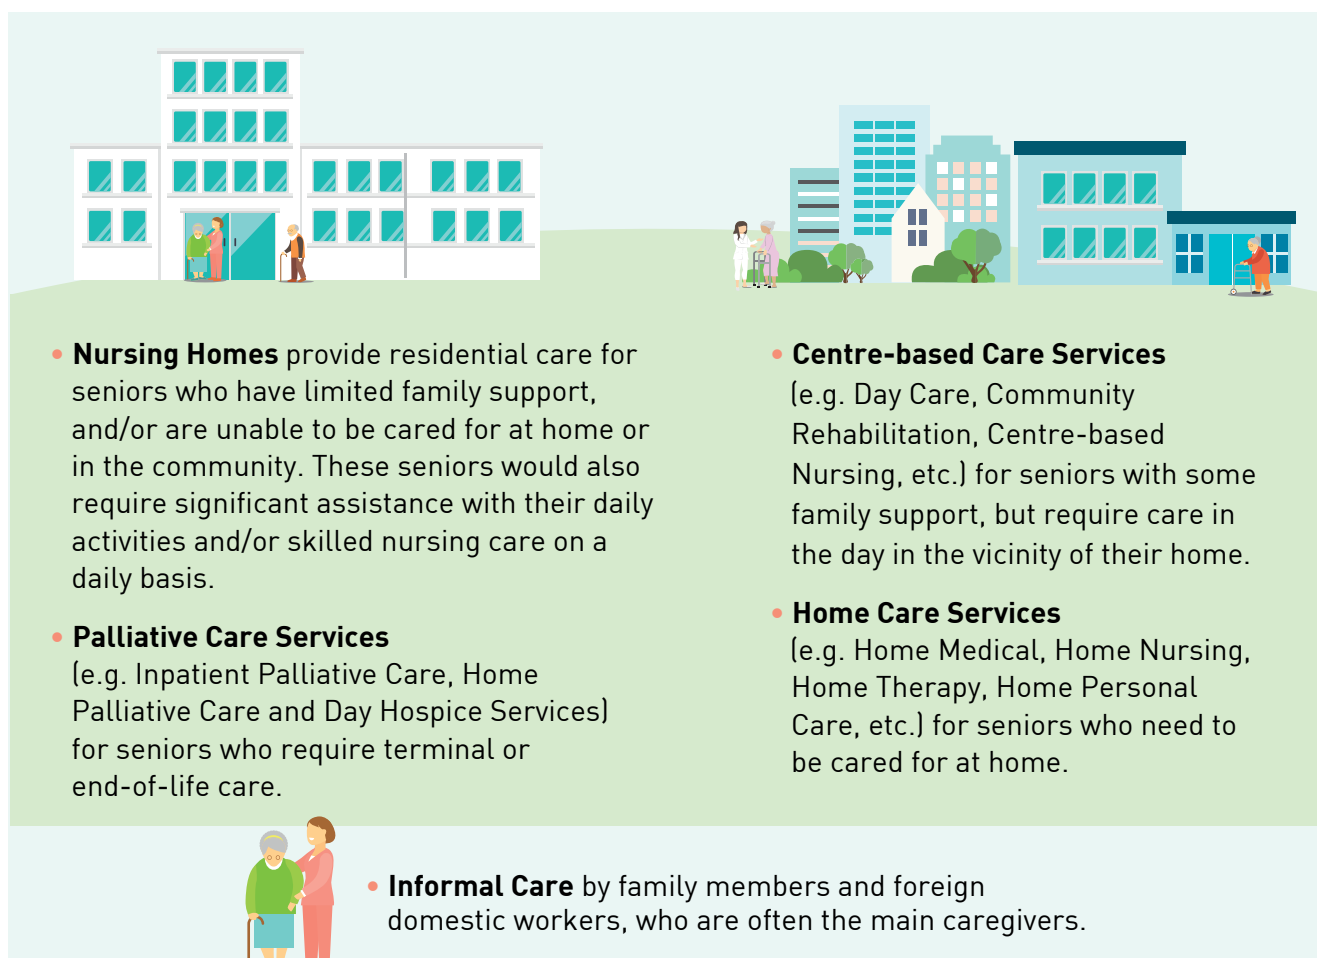 • Nursing Homes provide residential care for
seniors who have limited family support,
and/or are unable to be cared for at home or
in the community. These seniors would also
require significant assistance with their daily
activities and/or skilled nursing care on a
daily basis.
• Palliative Care Services
(e.g. Inpatient Palliative Care, Home
Palliative Care and Day Hospice Services)
for seniors who require terminal or
end-of-life care.
• Centre-based Care Services
(e.g. Day Care, Community
Rehabilitation, Centre-based
Nursing, etc.) for seniors with some
family support, but require care in
the day in the vicinity of their home.
• Home Care Services
(e.g. Home Medical, Home Nursing,
Home Therapy, Home Personal
Care, etc.) for seniors who need to
be cared for at home.
• Informal Care by family members and foreign
domestic workers, who are often the main caregivers.